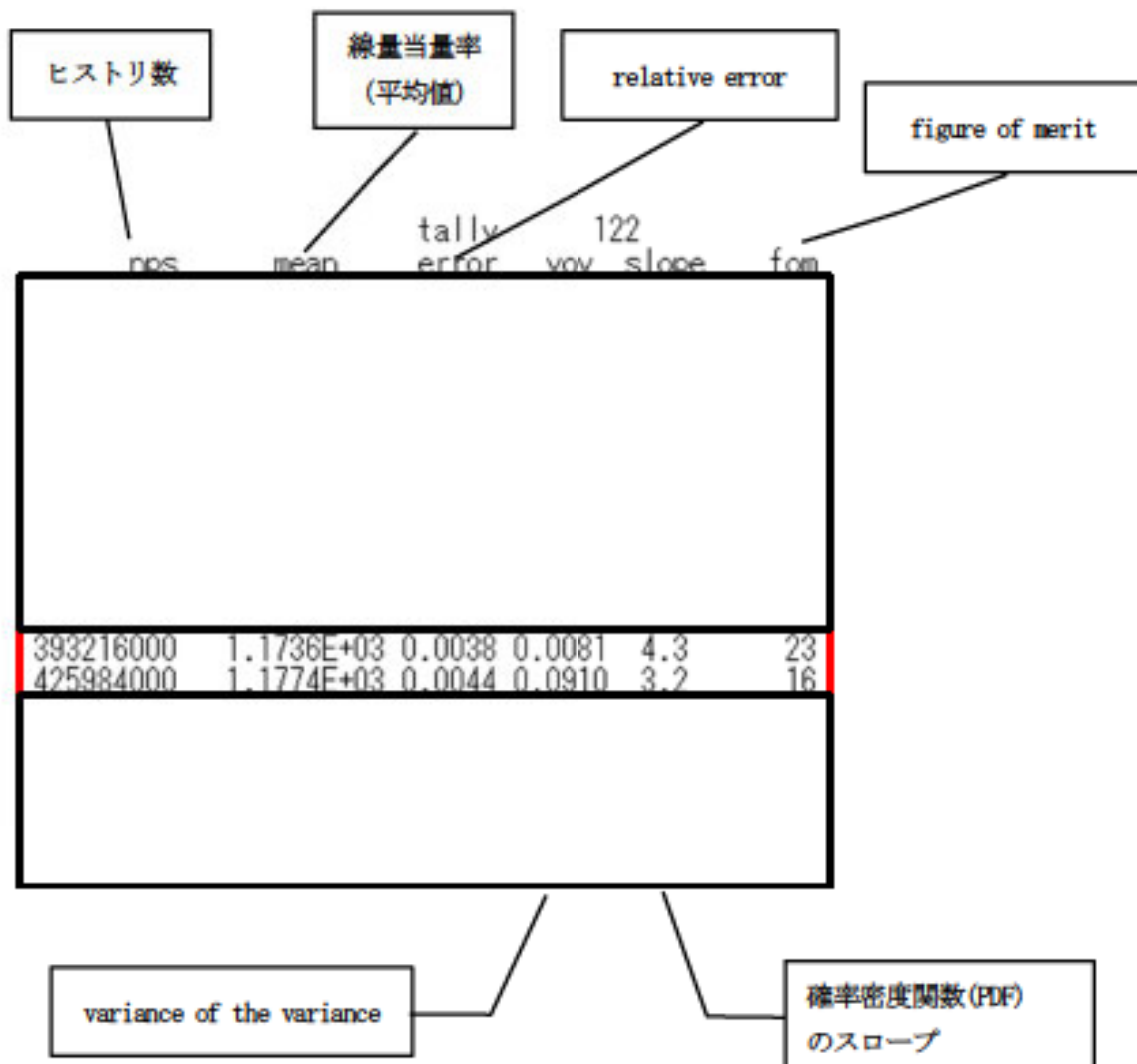 ヒストリ数
線量当量率
(平均値)
relative error
figure of merit
tally 122
nps mean error vov slope fom
393216000 1.1736E+03 0.0038 0.0081 4.3 23
425984000 1.1774E+03 0.0044 0.0910 3.2 16
variance of the variance
確率密度関数(PDF)
のスロープ